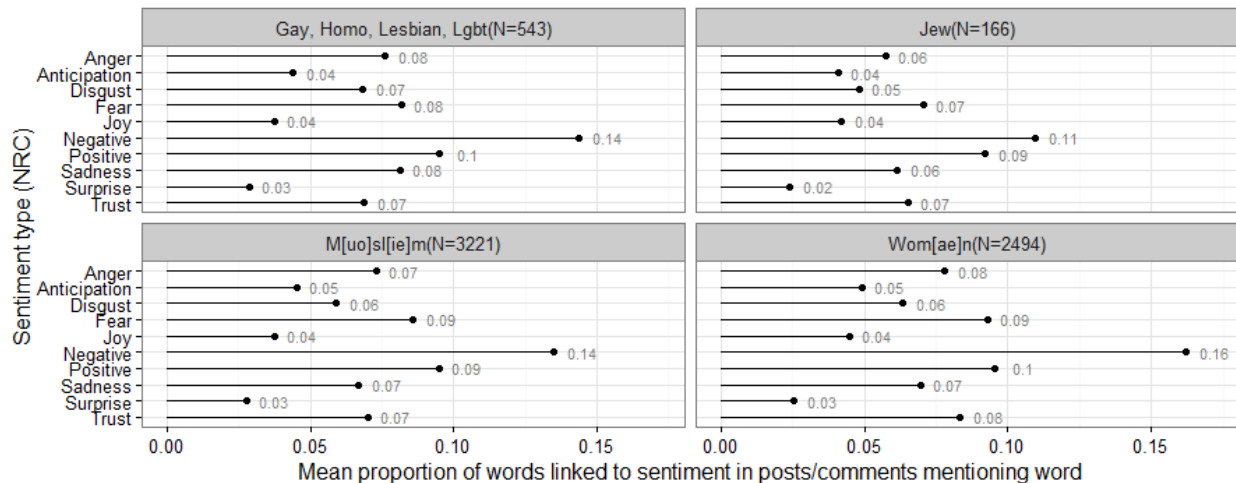 Gay, Homo, Lesbian, Lgbt(N=543)
Jew(N=166)
Anger 0.08 0.06
Anticipation 0.04 0.04
Disgust 0.07 0.05
Fear 0.08 0.07
Joy 0.04 0.04
Negative 0.14 0.11
Positive 0.1 0.09
Sadness 0.08 0.06
Surprise 0.03 0.02
Trust 0.07 0.07
M[uo]sl[ie]m(N=3221)
Wom[ae]n(N=2494)
Anger 0.07 0.08
Anticipation 0.05 0.05
Disgust 0.06 0.06
Fear 0.09 0.09
Joy 0.04 0.04
Negative 0.14 0.16
Positive 0.09 0.1
Sadness 0.07 0.07
Surprise 0.03 0.03
Trust 0.07 0.08
0.00 0.05 0.10 0.15 0.00 0.05 0.10 0.15
Mean proportion of words linked to sentiment in posts/comments mentioning word
Sentiment type (NRC)